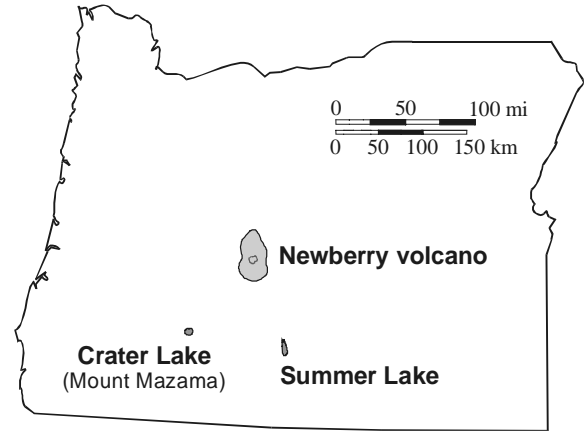 0 50 100 mi
0 50 100 150 km
Newberry volcano
Crater Lake
(Mount Mazama)
Summer Lake